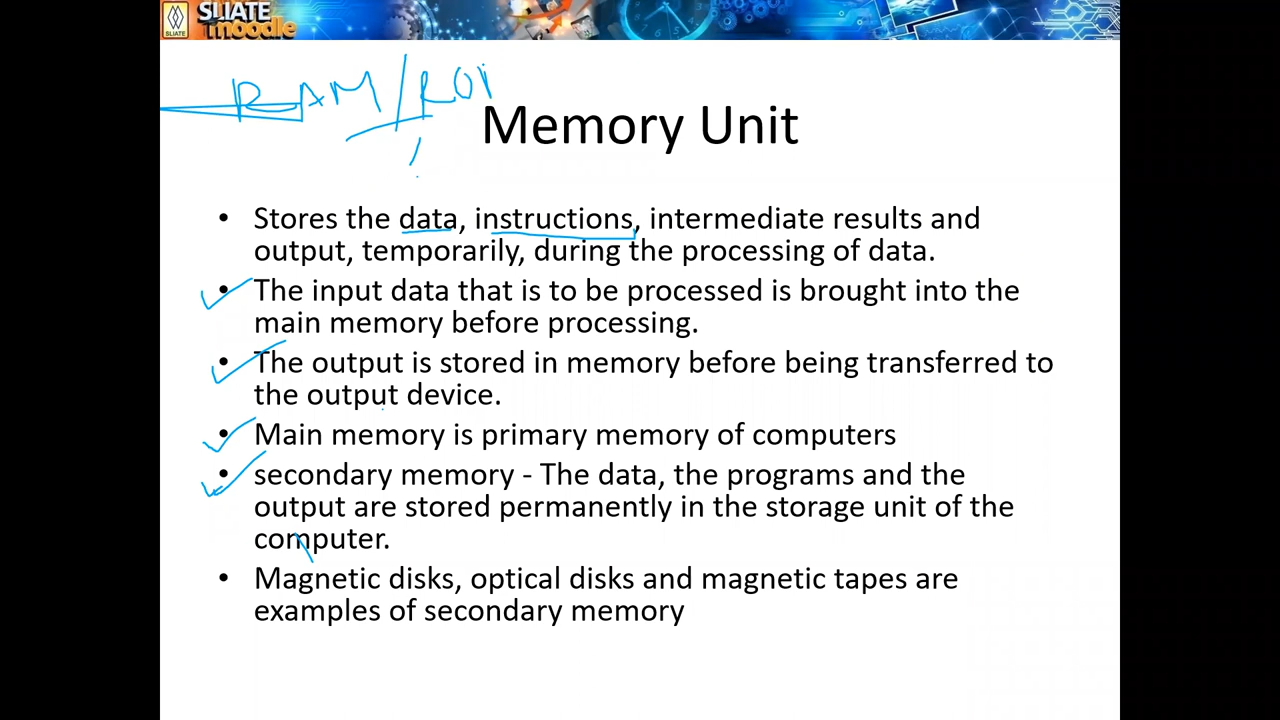 SLIATE
moodle
SLIATE
RAM/ROM
Memory Unit
• Stores the data, instructions, intermediate results and
output, temporarily, during the processing of data.
• The input data that is to be processed is brought into the
main memory before processing.
• The output is stored in memory before being transferred to
the output device.
• Main memory is primary memory of computers
• secondary memory - The data, the programs and the
output are stored permanently in the storage unit of the
computer.
• Magnetic disks, optical disks and magnetic tapes are
examples of secondary memory